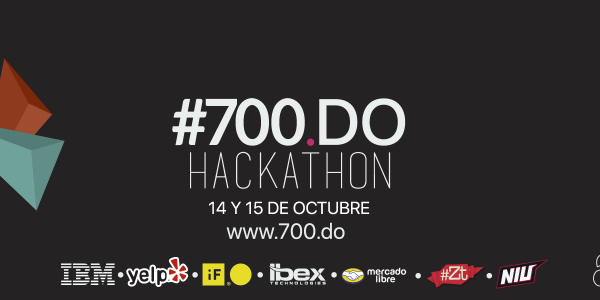 #700.DO
HACKATHON
14 Y 15 DE OCTUBRE
www.700.do
IBM • yelp • iF • ibex TECHNOLOGIES • mercado libre • #Zt • NIU